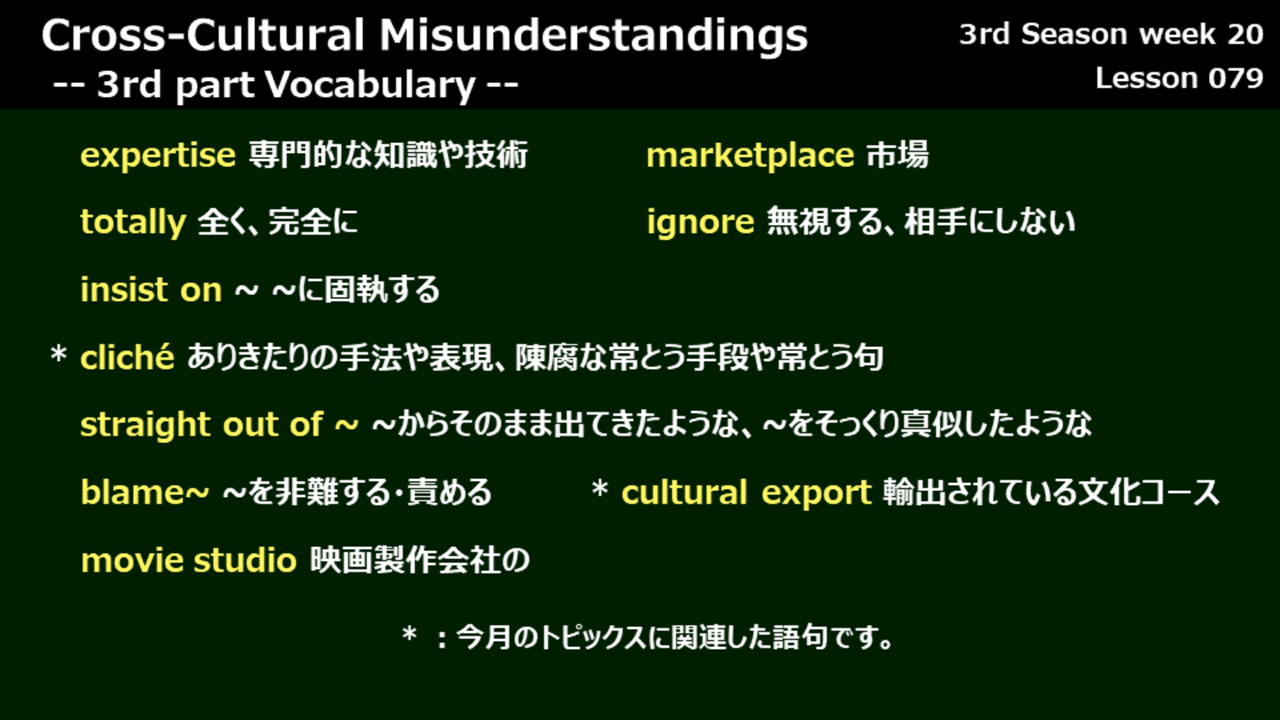 Cross-Cultural Misunderstandings
-- 3rd part Vocabulary --
3rd Season week 20
Lesson 079
expertise 専門的な知識や技術
marketplace 市場
totally 全く、完全に
ignore 無視する、相手にしない
insist on ~ ~に固執する
* cliché ありきたりの手法や表現、陳腐な常とう手段や常とう句
straight out of ~ ~からそのまま出てきたような、~をそっくり真似したような
blame~ ~を非難する・責める
* cultural export 輸出されている文化コース
movie studio 映画製作会社の
* ：今月のトピックスに関連した語句です。